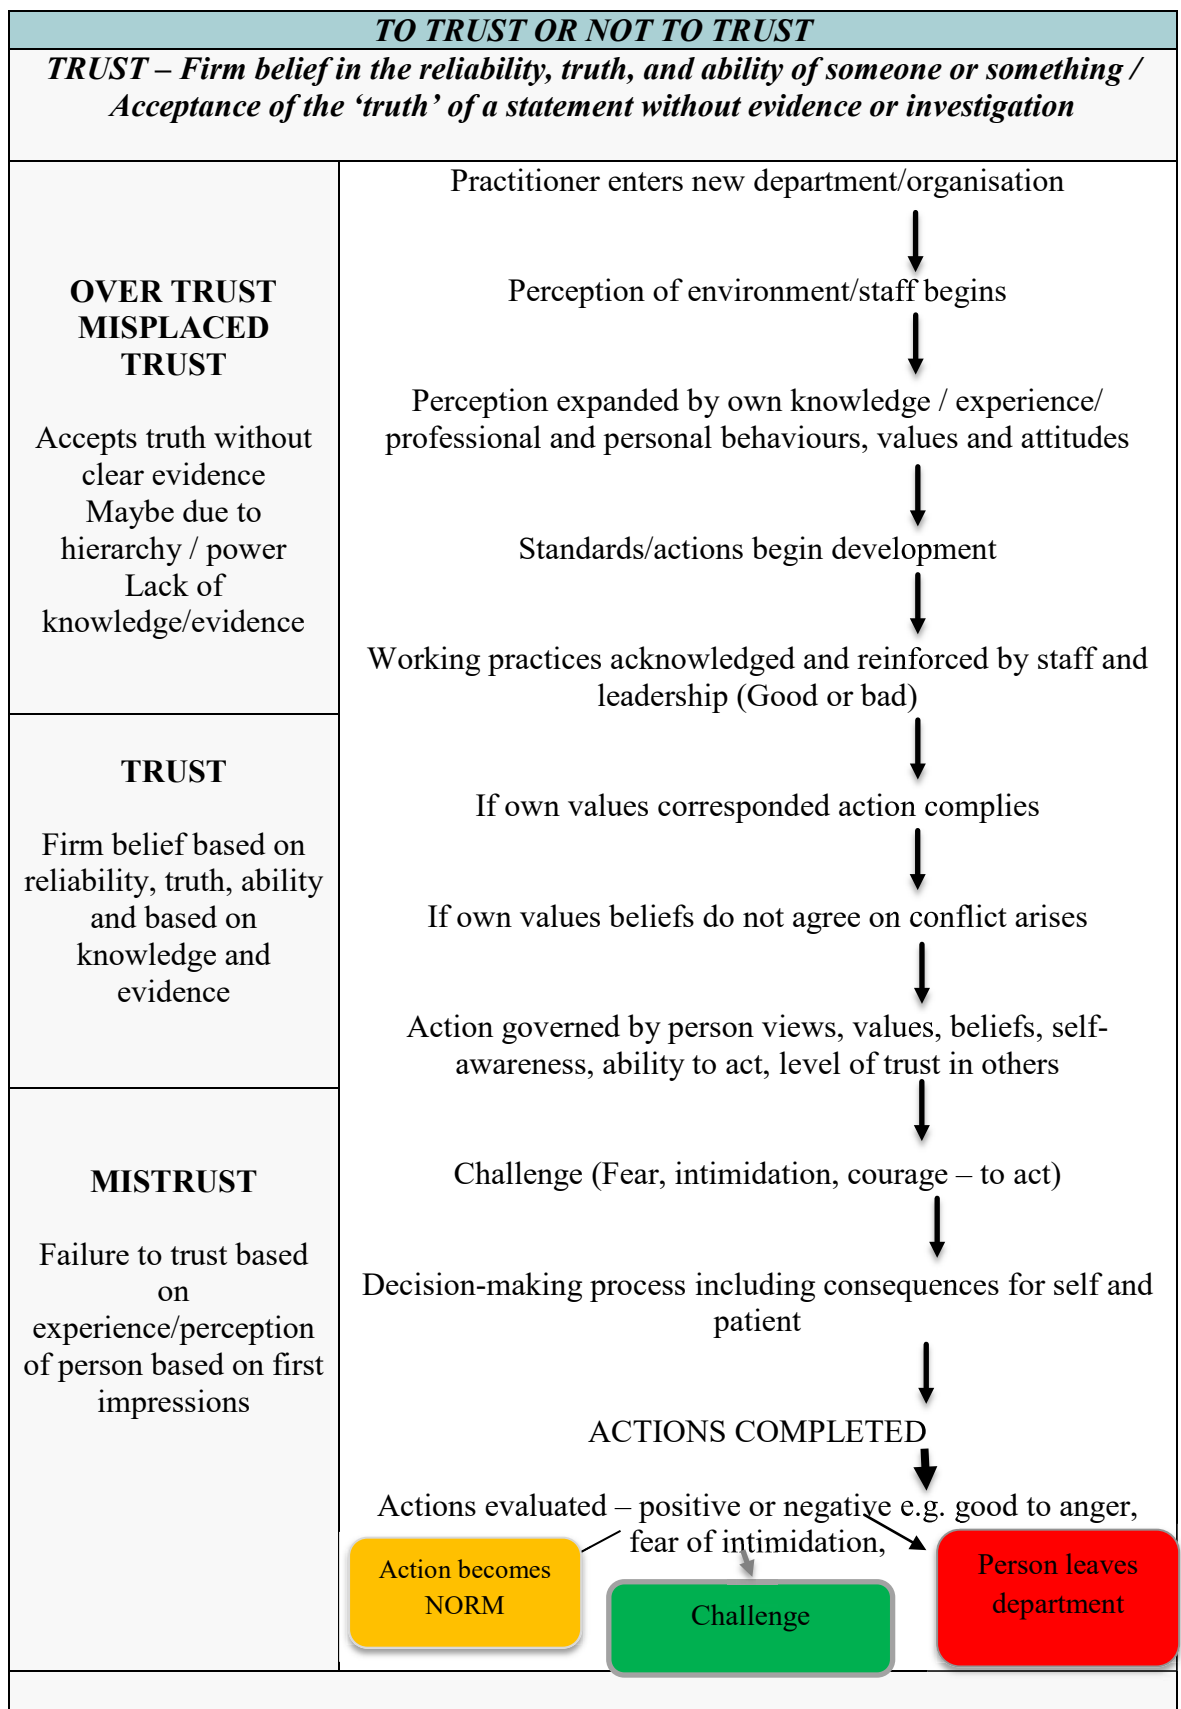 TO TRUST OR NOT TO TRUST
TRUST – Firm belief in the reliability, truth, and ability of someone or something /
Acceptance of the ‘truth’ of a statement without evidence or investigation
OVER TRUST
MISPLACED
TRUST
Accepts truth without
clear evidence
Maybe due to
hierarchy / power
Lack of
knowledge/evidence
TRUST
Firm belief based on
reliability, truth, ability
and based on
knowledge and
evidence
MISTRUST
Failure to trust based
on
experience/perception
of person based on first
impressions
Practitioner enters new department/organisation
Perception of environment/staff begins
Perception expanded by own knowledge / experience/
professional and personal behaviours, values and attitudes
Standards/actions begin development
Working practices acknowledged and reinforced by staff and
leadership (Good or bad)
If own values corresponded action complies
If own values beliefs do not agree on conflict arises
Action governed by person views, values, beliefs, self-
awareness, ability to act, level of trust in others
Challenge (Fear, intimidation, courage – to act)
Decision-making process including consequences for self and
patient
ACTIONS COMPLETED
Actions evaluated – positive or negative e.g. good to anger,
fear of intimidation,
Action becomes
NORM
Challenge
Person leaves
department